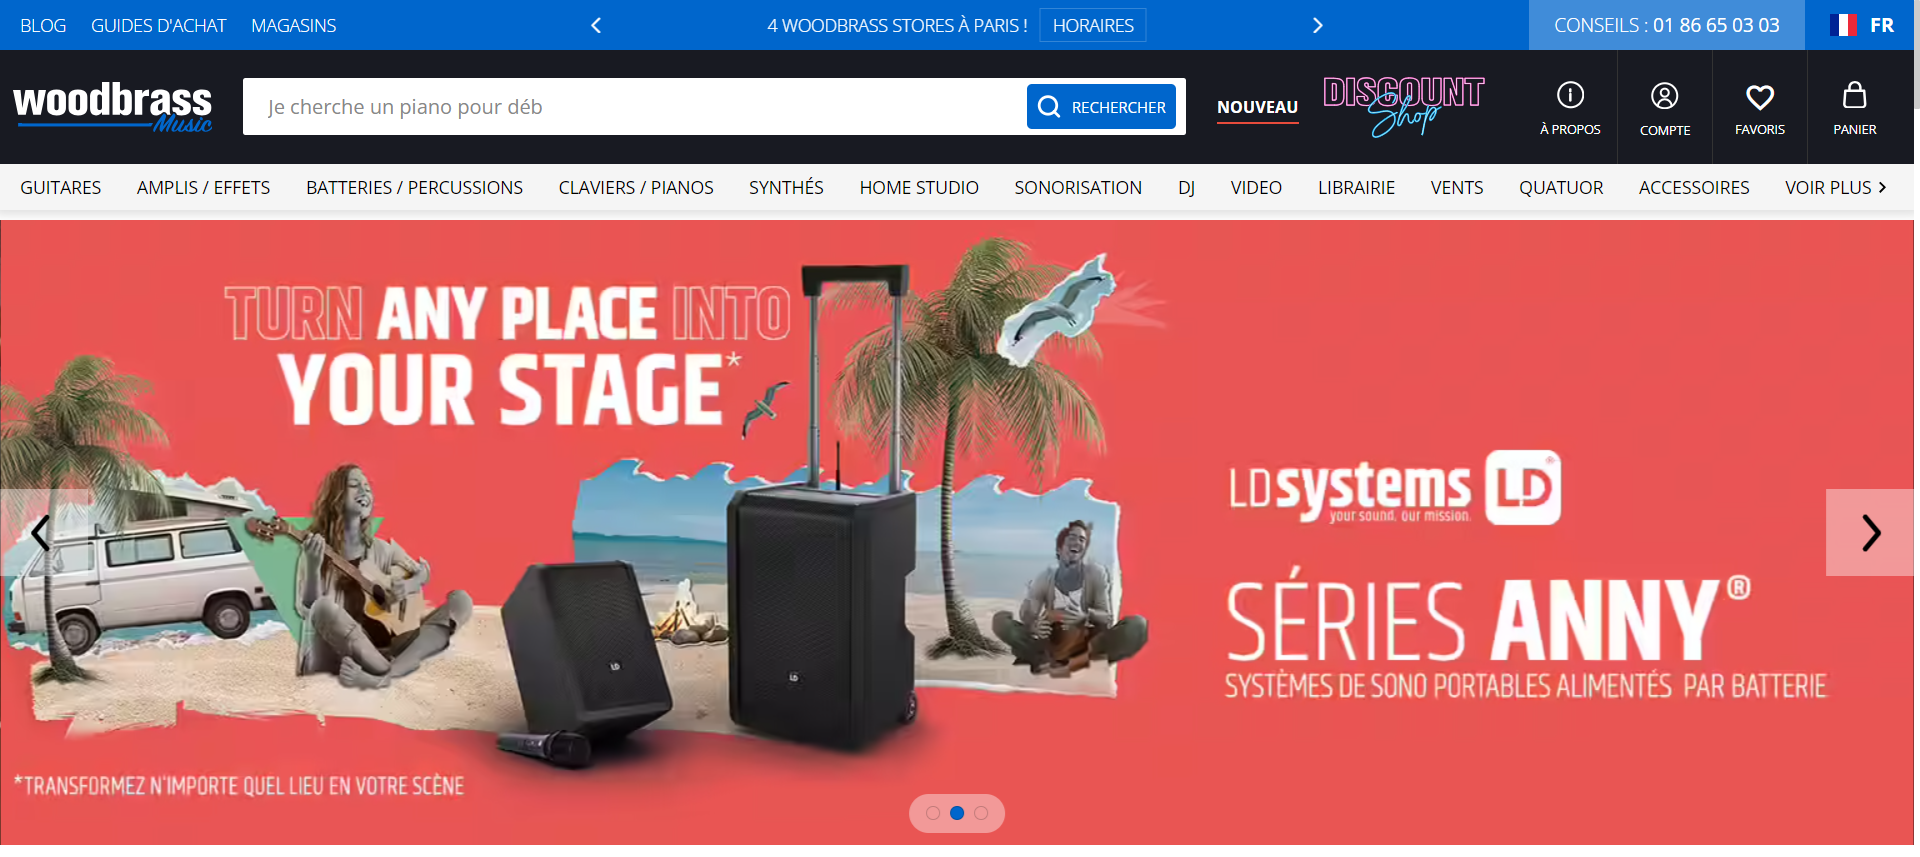 BLOG GUIDES D'ACHAT MAGASINS
4 WOODBRASS STORES À PARIS ! HORAIRES
CONSEILS : 01 86 65 03 03
FR
woodbrass
Music
Je cherche un piano pour déb
RECHERCHER
NOUVEAU
DISCOUNT
Shop
À PROPOS
COMPTE
FAVORIS
PANIER
GUITARES AMPLIS / EFFETS BATTERIES / PERCUSSIONS CLAVIERS / PIANOS SYNTHÉS HOME STUDIO SONORISATION DJ VIDEO LIBRAIRIE VENTS QUATUOR ACCESSOIRES VOIR PLUS
TURN ANY PLACE INTO
YOUR STAGE*
LD systems LD®
your sound. our mission.
SÉRIES ANNY®
SYSTÈMES DE SONO PORTABLES ALIMENTÉS PAR BATTERIE
LD
LD
*TRANSFORMEZ N'IMPORTE QUEL LIEU EN VOTRE SCÈNE